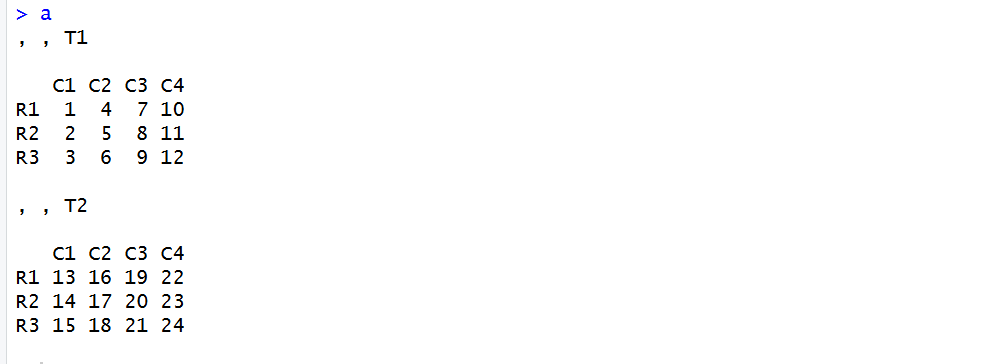 > a
, , T1
C1 C2 C3 C4
R1 1 4 7 10
R2 2 5 8 11
R3 3 6 9 12
, , T2
C1 C2 C3 C4
R1 13 16 19 22
R2 14 17 20 23
R3 15 18 21 24